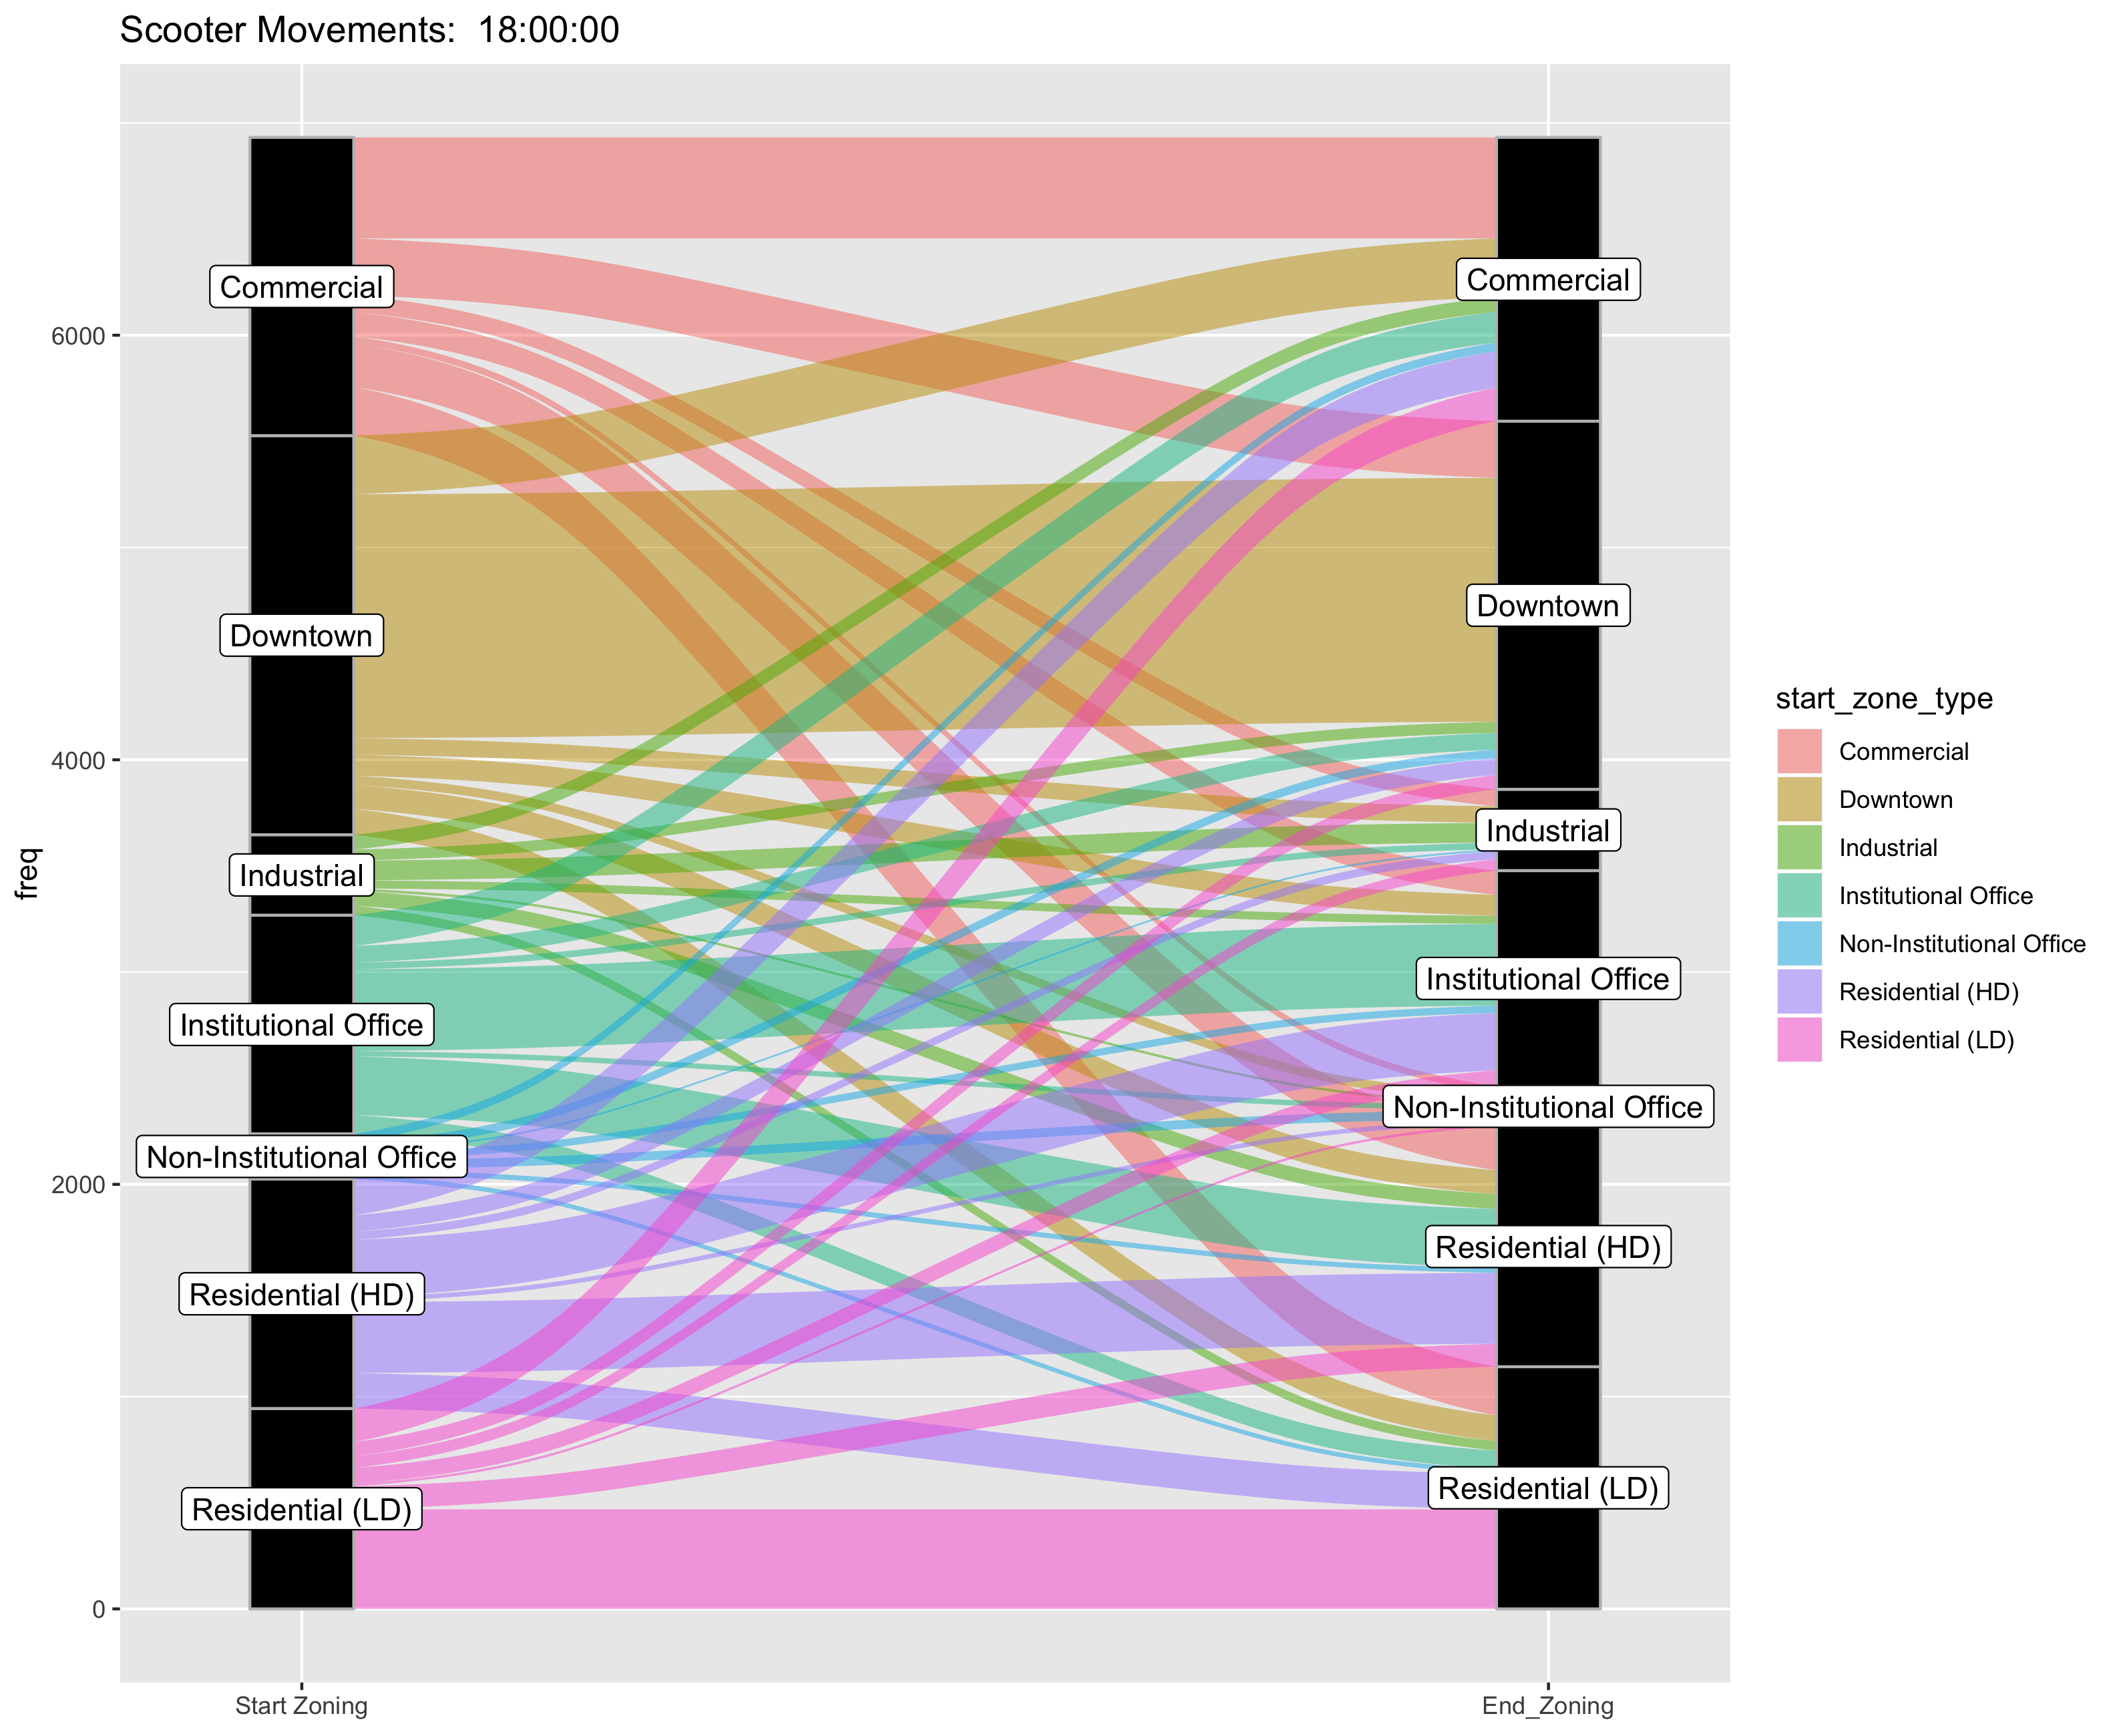 Scooter Movements:  18:00:00
freq
6000
4000
2000
0
Commercial
Downtown
Industrial
Institutional Office
Non-Institutional Office
Residential (HD)
Residential (LD)
Commercial
Downtown
Industrial
Institutional Office
Non-Institutional Office
Residential (HD)
Residential (LD)
Start Zoning
End_Zoning
start_zone_type
Commercial
Downtown
Industrial
Institutional Office
Non-Institutional Office
Residential (HD)
Residential (LD)